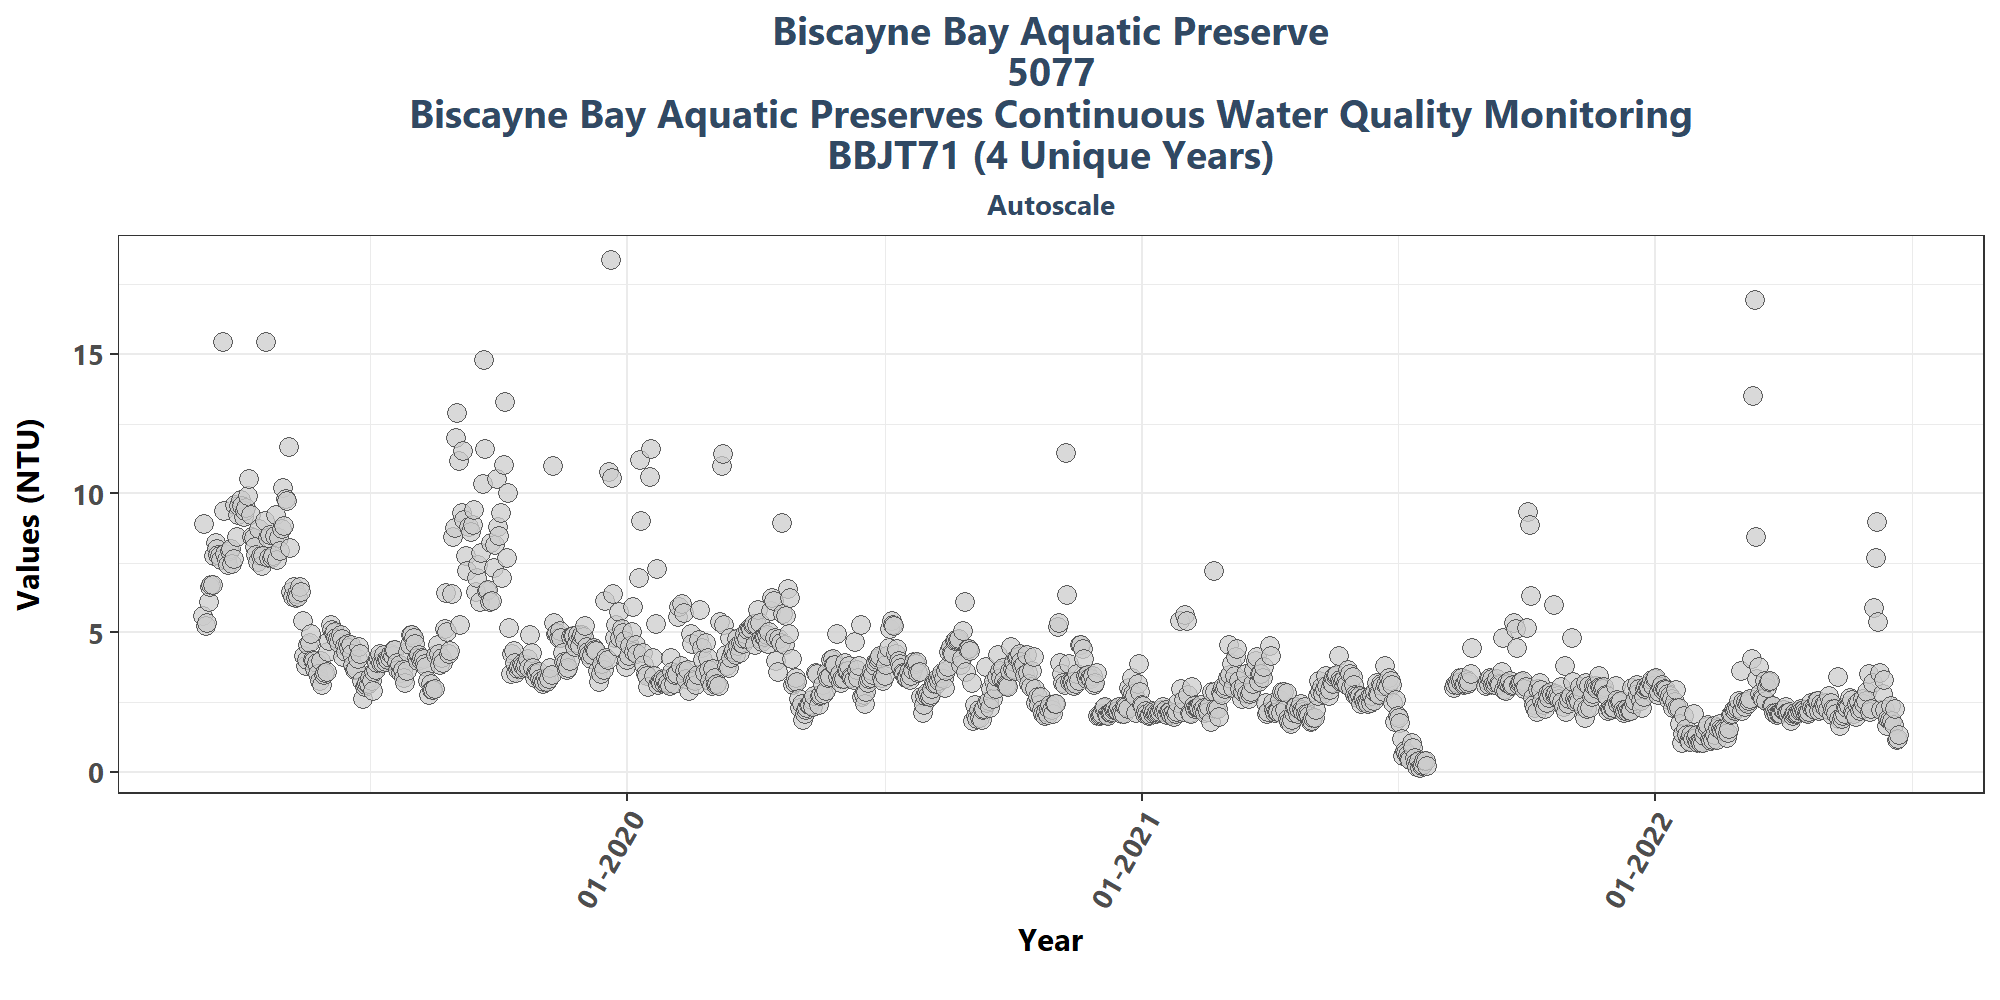 Biscayne Bay Aquatic Preserve
5077
Biscayne Bay Aquatic Preserves Continuous Water Quality Monitoring
BBJT71 (4 Unique Years)
Autoscale
Values (NTU)
15
10
5
0
01-2020
01-2021
01-2022
Year